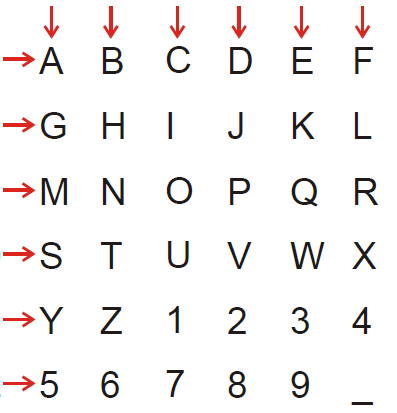 A B C D E F
G H I J K L
M N O P Q R
S T U V W X
Y Z 1 2 3 4
5 6 7 8 9 _